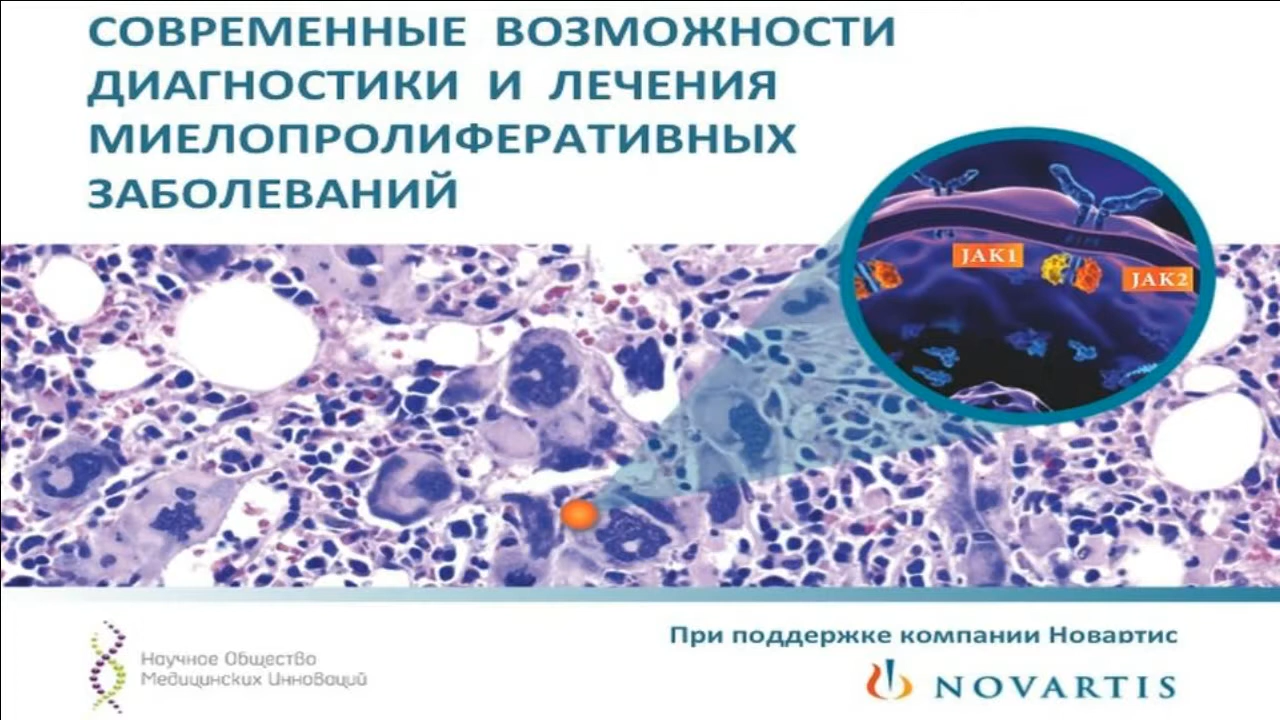 СОВРЕМЕННЫЕ ВОЗМОЖНОСТИ
ДИАГНОСТИКИ И ЛЕЧЕНИЯ
МИЕЛОПРОЛИФЕРАТИВНЫХ
ЗАБОЛЕВАНИЙ
JAK1
JAK2
При поддержке компании Новартис
Научное Общество
Медицинских Инноваций
NOVARTIS